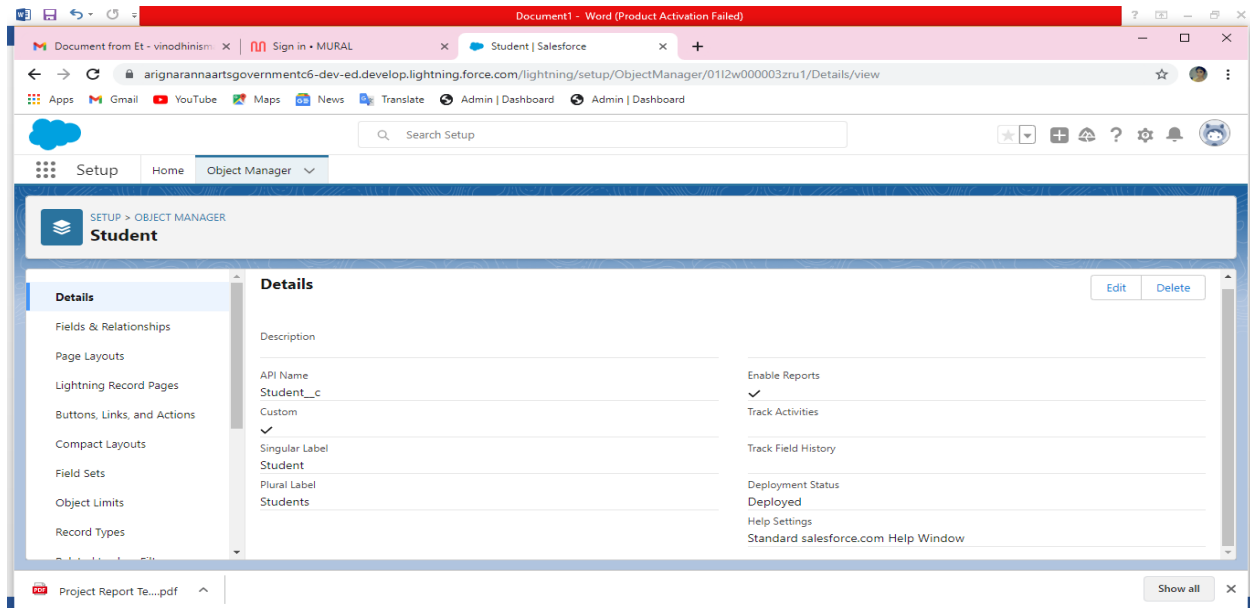 Document1 - Word (Product Activation Failed)
Document from Et - vinodhinism
Sign in • MURAL
Student | Salesforce
arignarannaartsgovernmentc6-dev-ed.develop.lightning.force.com/lightning/setup/ObjectManager/01I2w000003zru1/Details/view
Apps Gmail YouTube Maps News Translate Admin | Dashboard Admin | Dashboard
Search Setup
Setup Home Object Manager
SETUP > OBJECT MANAGER
Student
Details
Fields & Relationships
Page Layouts
Lightning Record Pages
Buttons, Links, and Actions
Compact Layouts
Field Sets
Object Limits
Record Types
Details
Edit Delete
Description
API Name
Student__c
Custom
Singular Label
Student
Plural Label
Students
Enable Reports
Track Activities
Track Field History
Deployment Status
Deployed
Help Settings
Standard salesforce.com Help Window
PDF
Project Report Te....pdf
Show all